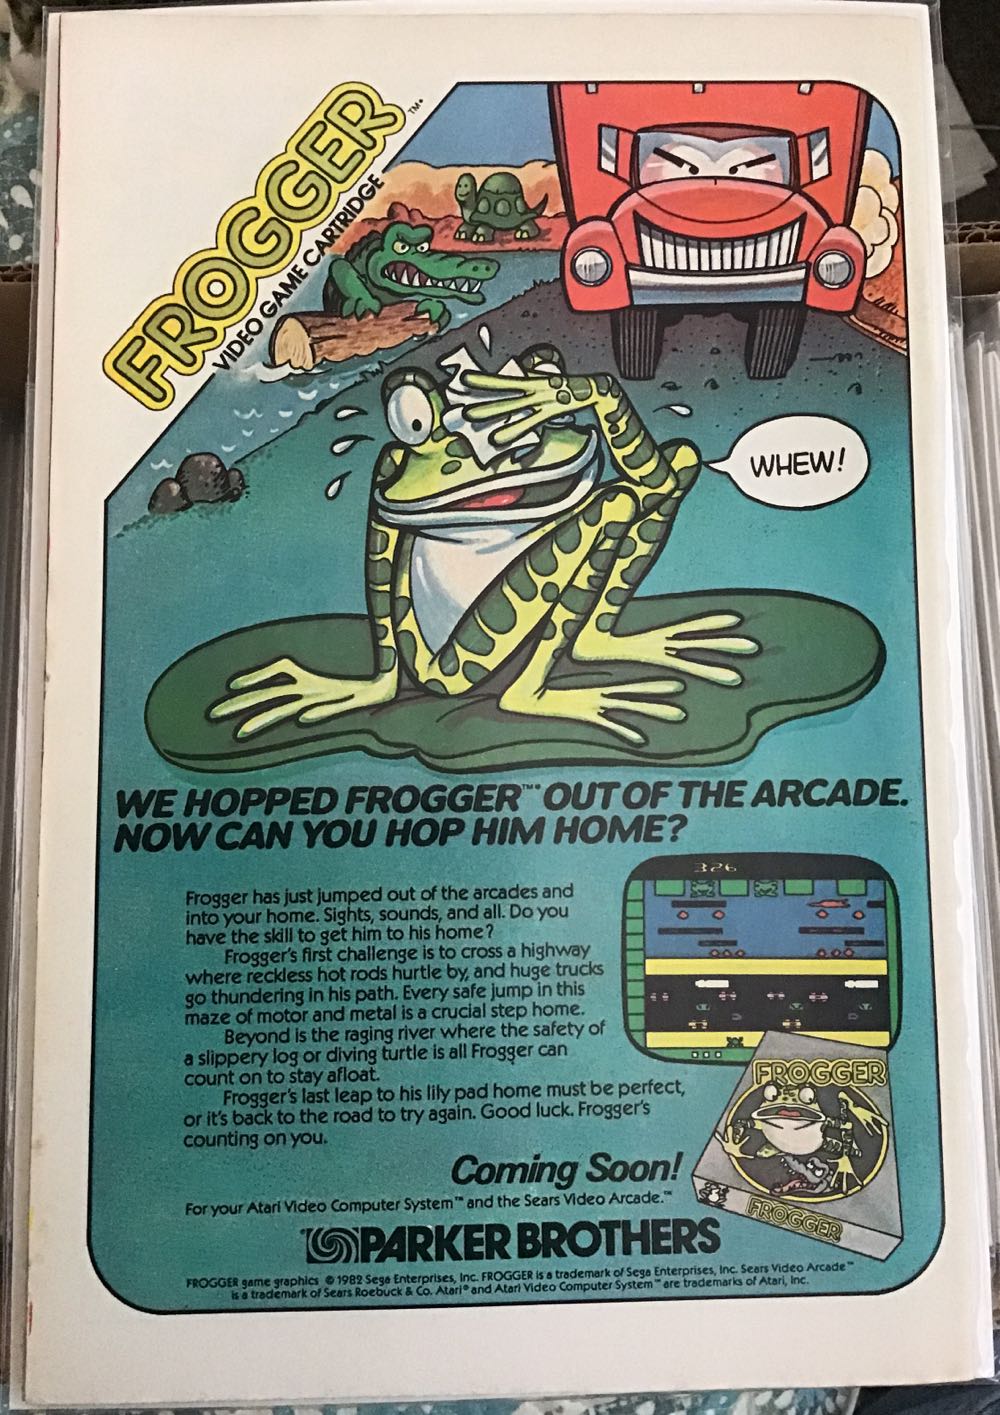 FROGGER™•
VIDEO GAME CARTRIDGE
WHEW!
WE HOPPED FROGGER™• OUT OF THE ARCADE.
NOW CAN YOU HOP HIM HOME?
326
Frogger has just jumped out of the arcades and
into your home. Sights, sounds, and all. Do you
have the skill to get him to his home?
Frogger's first challenge is to cross a highway
where reckless hot rods hurtle by, and huge trucks
go thundering in his path. Every safe jump in this
maze of motor and metal is a crucial step home.
Beyond is the raging river where the safety of
a slippery log or diving turtle is all Frogger can
count on to stay afloat.
Frogger's last leap to his lily pad home must be perfect,
or it's back to the road to try again. Good luck. Frogger's
counting on you.
FROGGER
FROGGER
Coming Soon!
For your Atari Video Computer System™ and the Sears Video Arcade.™
PARKER BROTHERS
FROGGER game graphics © 1982 Sega Enterprises, Inc. FROGGER is a trademark of Sega Enterprises, Inc. Sears Video Arcade™
is a trademark of Sears Roebuck & Co. Atari® and Atari Video Computer System™ are trademarks of Atari, Inc.